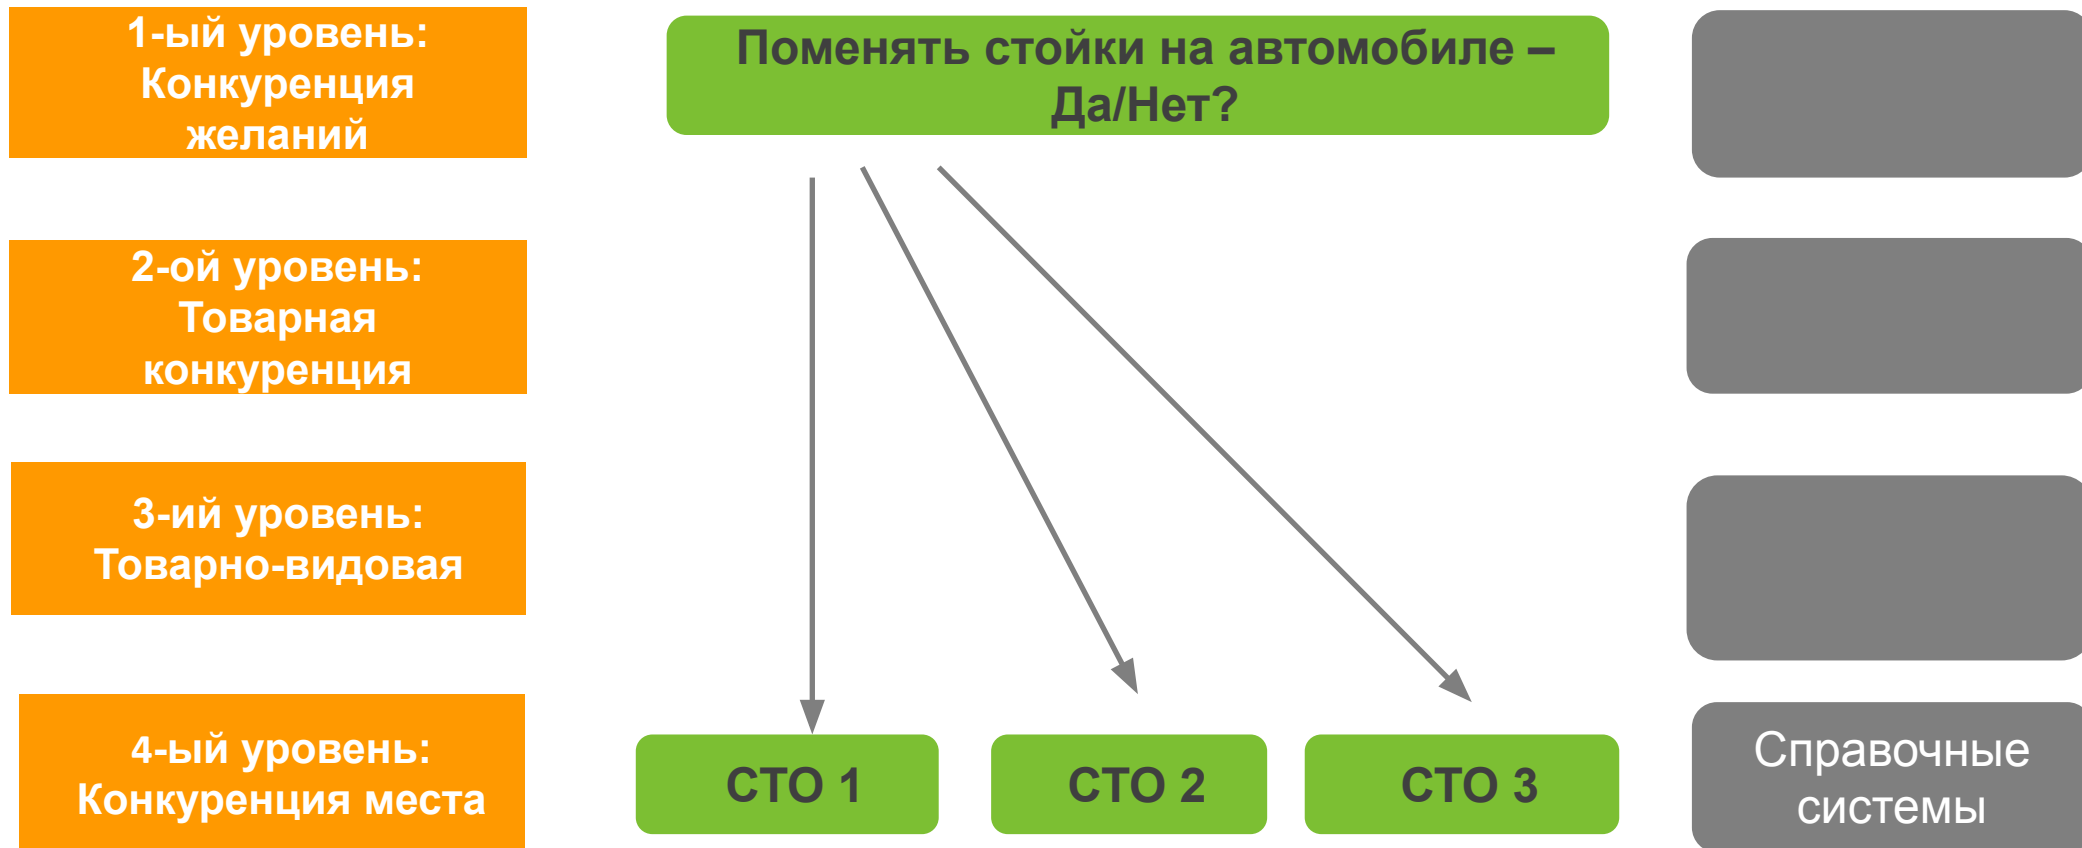 1-ый уровень:
Конкуренция
желаний
Поменять стойки на автомобиле –
Да/Нет?
2-ой уровень:
Товарная
конкуренция
3-ий уровень:
Товарно-видовая
4-ый уровень:
Конкуренция места
СТО 1
СТО 2
СТО 3
Справочные
системы